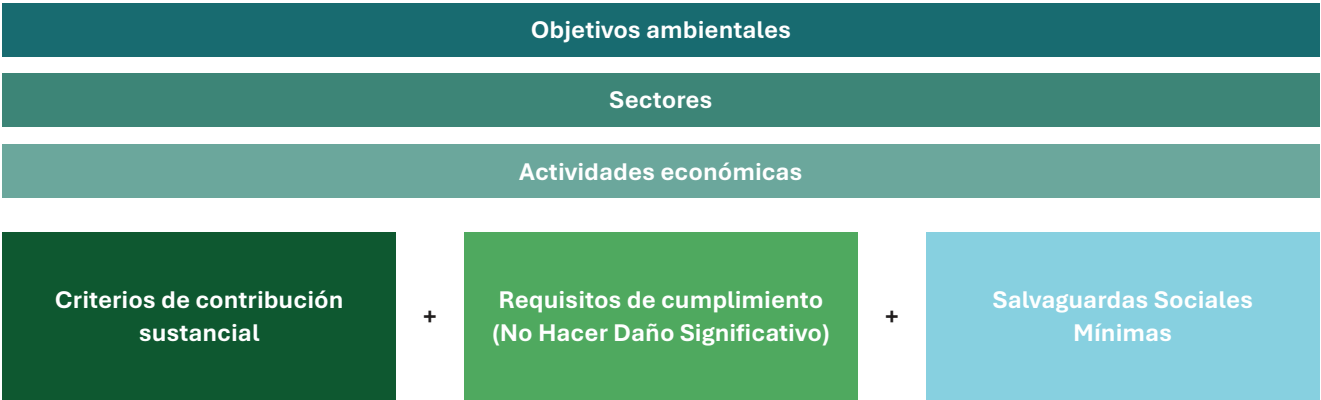 Objetivos ambientales
Sectores
Actividades económicas
Criterios de contribución
sustancial
+
Requisitos de cumplimiento
(No Hacer Daño Significativo)
+
Salvaguardas Sociales
Mínimas